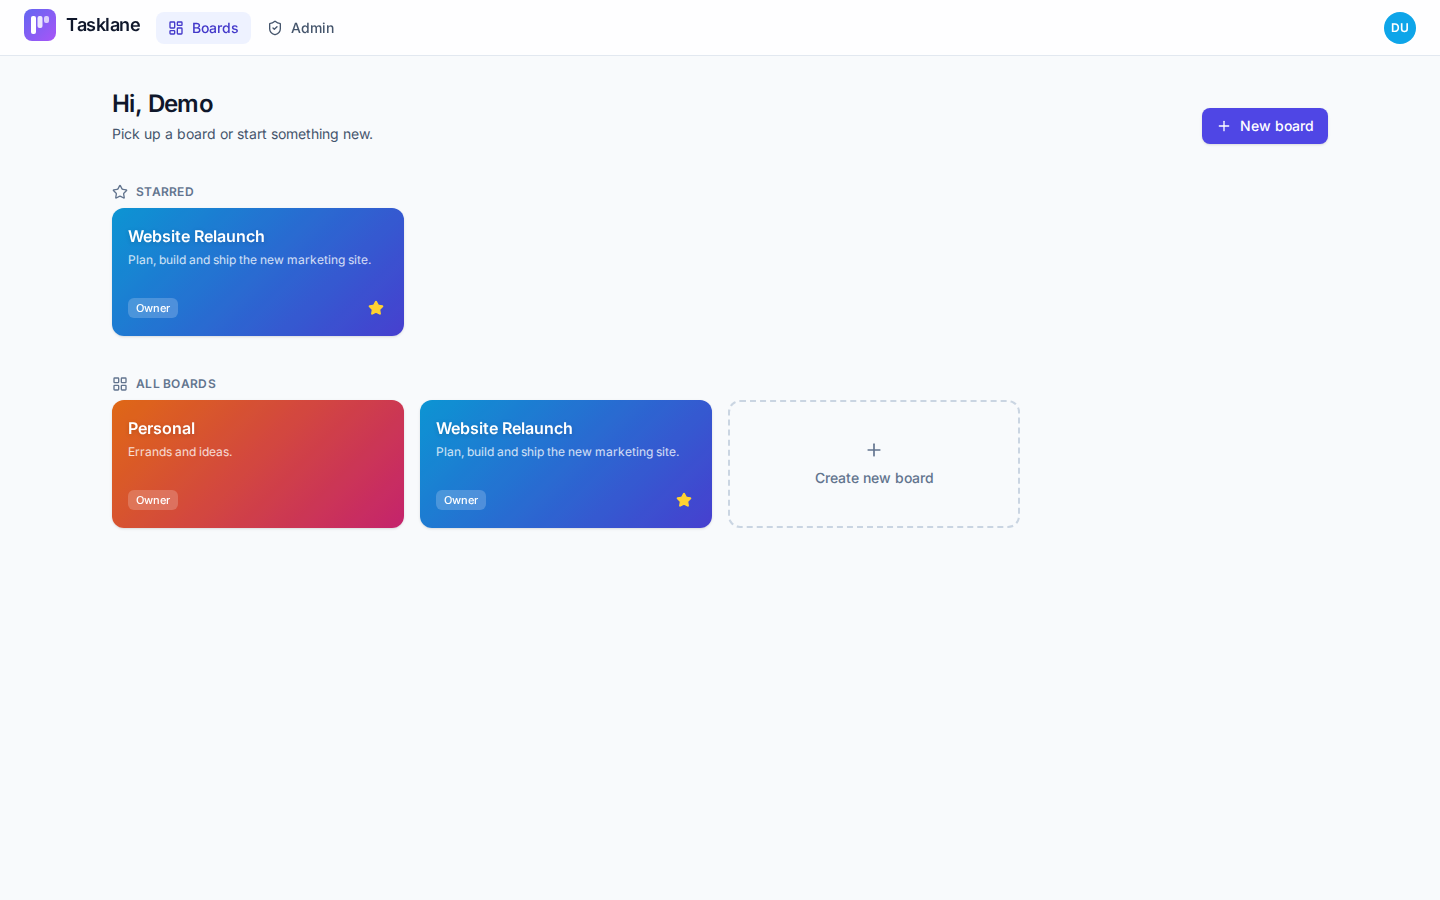 Tasklane
Boards
Admin
DU
Hi, Demo
Pick up a board or start something new.
New board
STARRED
Website Relaunch
Plan, build and ship the new marketing site.
Owner
ALL BOARDS
Personal
Errands and ideas.
Owner
Website Relaunch
Plan, build and ship the new marketing site.
Owner
Create new board